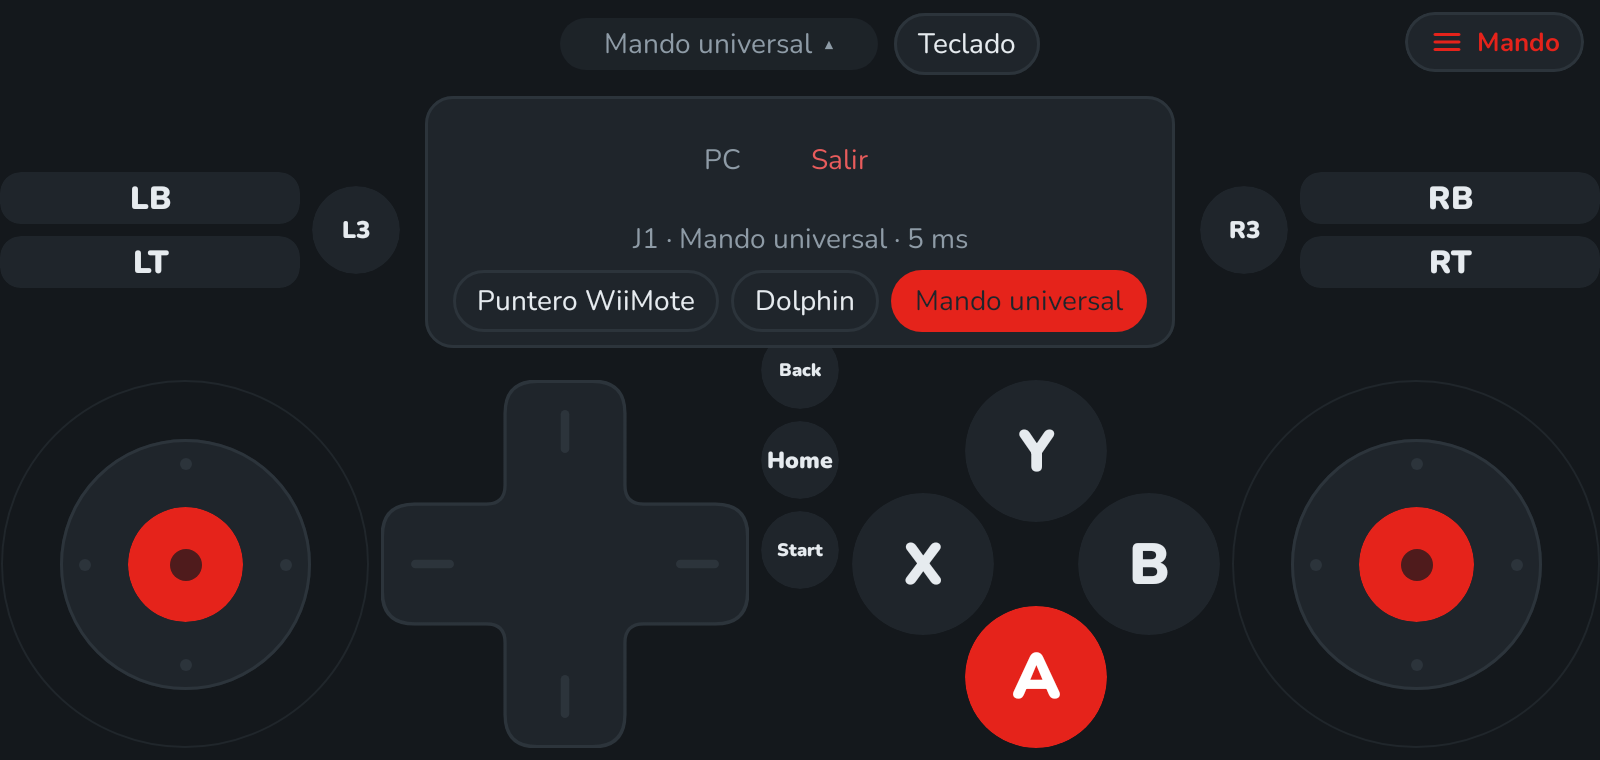 Mando universal ▲
Teclado
Mando
PC
Salir
LB
LT
L3
J1 · Mando universal · 5 ms
R3
RB
RT
Puntero WiiMote
Dolphin
Mando universal
Back
Home
Start
Y
X
B
A